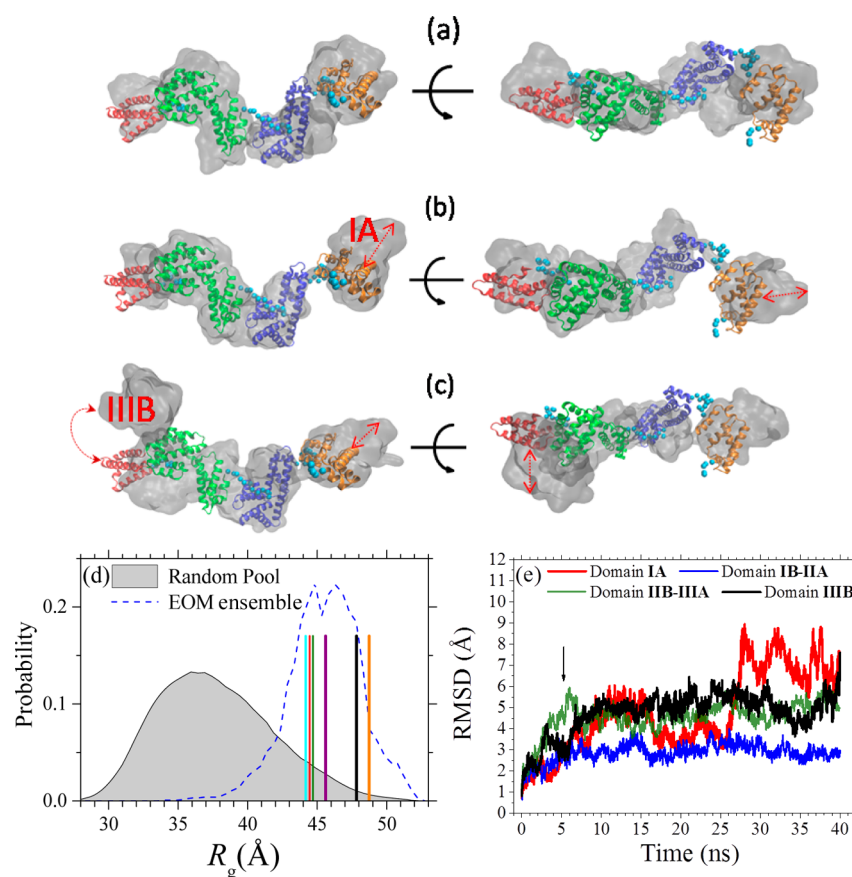 (a)
(b)
IA
(c)
IIIB
(d)
Random Pool
EOM ensemble
Probability
0.2
0.1
0.0
30 35 40 45 50
Rg(Å)
(e)
Domain IA Domain IB-IIA
Domain IIB-IIIA Domain IIIB
RMSD (Å)
12
11
10
9
8
7
6
5
4
3
2
1
0
0 5 10 15 20 25 30 35 40
Time (ns)